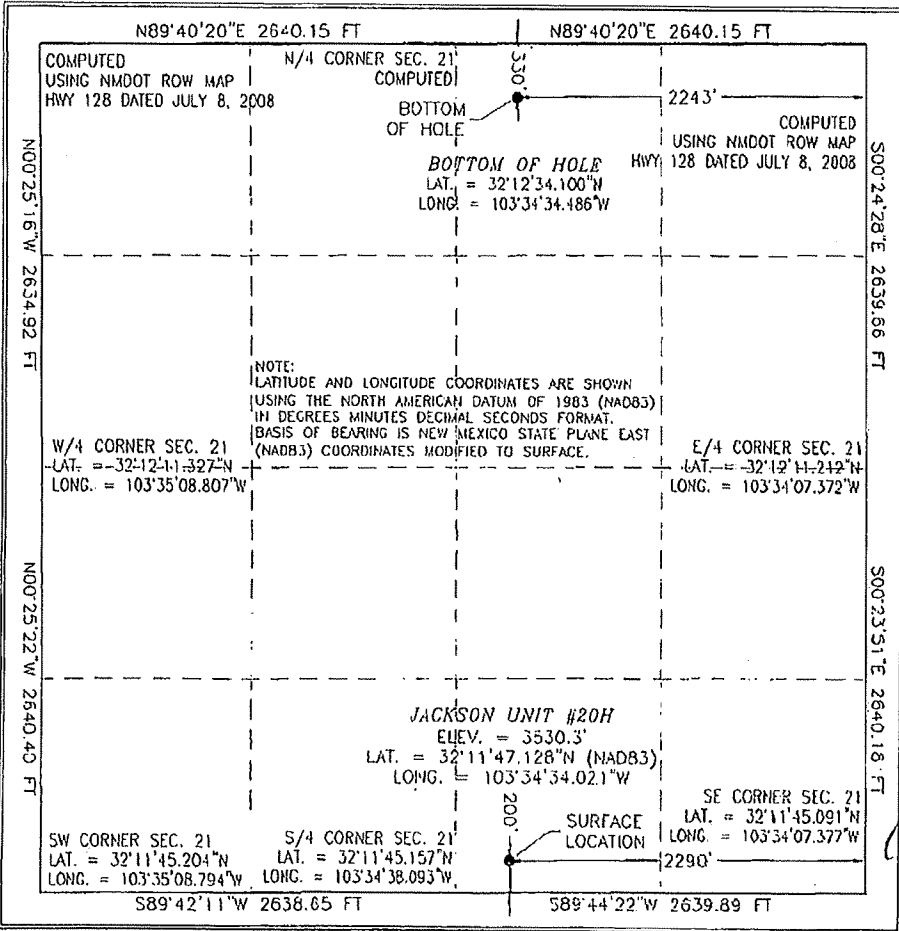 N89°40'20"E 2640.15 FT
N89°40'20"E 2640.15 FT
COMPUTED
USING NMDOT ROW MAP
HWY 128 DATED JULY 8, 2008
N/4 CORNER SEC. 21
COMPUTED
330'
BOTTOM
OF HOLE
2243'
COMPUTED
USING NMDOT ROW MAP
HWY 128 DATED JULY 8, 2008
BOTTOM OF HOLE
LAT. = 32°12'34.100"N
LONG. = 103°34'34.486"W
N00°25'16"W 2634.92 FT
S00°24'28"E 2639.66 FT
NOTE:
LATITUDE AND LONGITUDE COORDINATES ARE SHOWN
USING THE NORTH AMERICAN DATUM OF 1983 (NAD83)
IN DEGREES MINUTES DECIMAL SECONDS FORMAT.
BASIS OF BEARING IS NEW MEXICO STATE PLANE EAST
(NAD83) COORDINATES MODIFIED TO SURFACE.
W/4 CORNER SEC. 21
LAT. = 32°12'11.327"N
LONG. = 103°35'08.807"W
E/4 CORNER SEC. 21
LAT. = 32°12'11.212"N
LONG. = 103°34'07.372"W
N00°25'22"W 2640.40 FT
S00°23'51"E 2640.18 FT
JACKSON UNIT #20H
ELEV. = 3530.3'
LAT. = 32°11'47.128"N (NAD83)
LONG. = 103°34'34.021"W
200'
SURFACE
LOCATION
2290'
SE CORNER SEC. 21
LAT. = 32°11'45.091"N
LONG. = 103°34'07.377"W
SW CORNER SEC. 21
LAT. = 32°11'45.204"N
LONG. = 103°35'08.794"W
S/4 CORNER SEC. 21
LAT. = 32°11'45.157"N
LONG. = 103°34'38.093"W
S89°42'11"W 2638.65 FT
S89°44'22"W 2639.89 FT